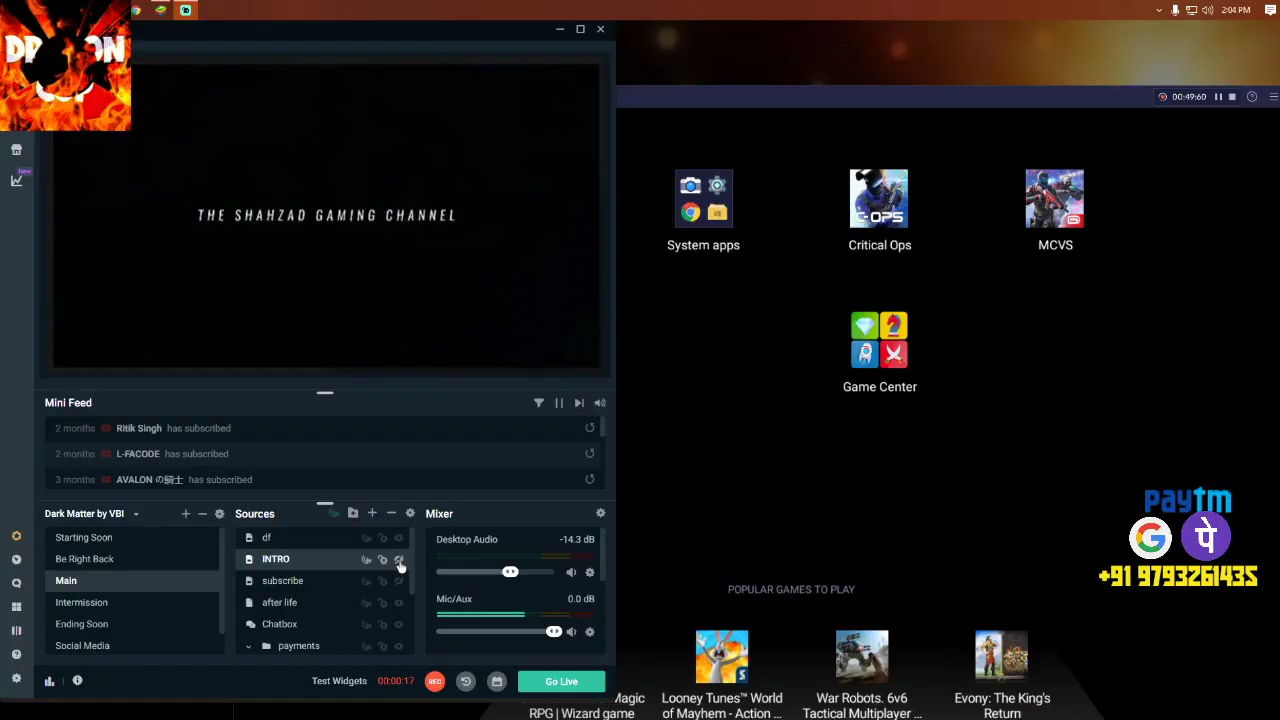 2:04 PM
00:49:60
New
THE SHAHZAD GAMING CHANNEL
System apps
C-OPS
Critical Ops
MCVS
Game Center
Mini Feed
2 months Ritik Singh has subscribed
2 months L-FACODE has subscribed
3 months AVALON の騎士 has subscribed
Dark Matter by VBI
Starting Soon
Be Right Back
Main
Intermission
Ending Soon
Social Media
Sources
df
INTRO
subscribe
after life
Chatbox
payments
Mixer
Desktop Audio -14.3 dB
Mic/Aux 0.0 dB
Test Widgets 00:00:17 REC Go Live
paytm
G पे
+91 9793261435
POPULAR GAMES TO PLAY
Magic
RPG | Wizard game
Looney Tunes™ World
of Mayhem - Action ...
War Robots. 6v6
Tactical Multiplayer ...
Evony: The King's
Return